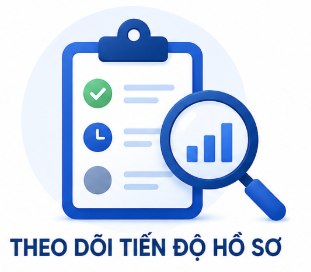 THEO DÕI TIẾN ĐỘ HỒ SƠ